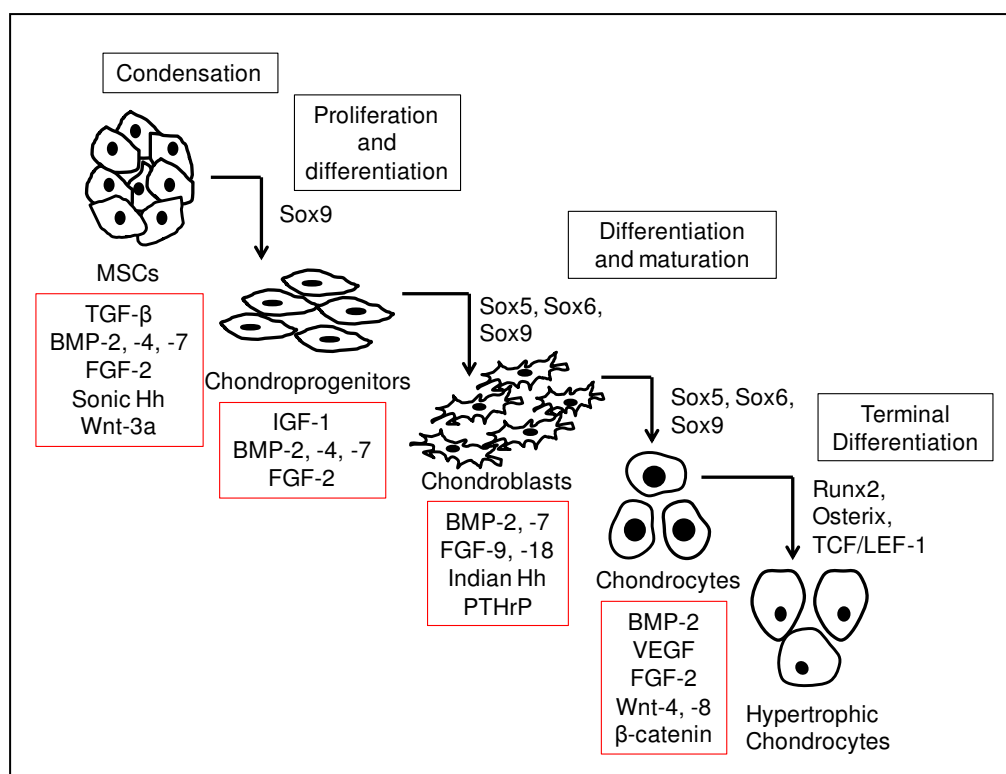 Condensation
Proliferation
and
differentiation
Sox9
MSCs
TGF-β
BMP-2, -4, -7
FGF-2
Sonic Hh
Wnt-3a
Differentiation
and maturation
Sox5, Sox6,
Sox9
Chondroprogenitors
IGF-1
BMP-2, -4, -7
FGF-2
Sox5, Sox6,
Sox9
Terminal
Differentiation
Chondroblasts
BMP-2, -7
FGF-9, -18
Indian Hh
PTHrP
Runx2,
Osterix,
TCF/LEF-1
Chondrocytes
BMP-2
VEGF
FGF-2
Wnt-4, -8
β-catenin
Hypertrophic
Chondrocytes